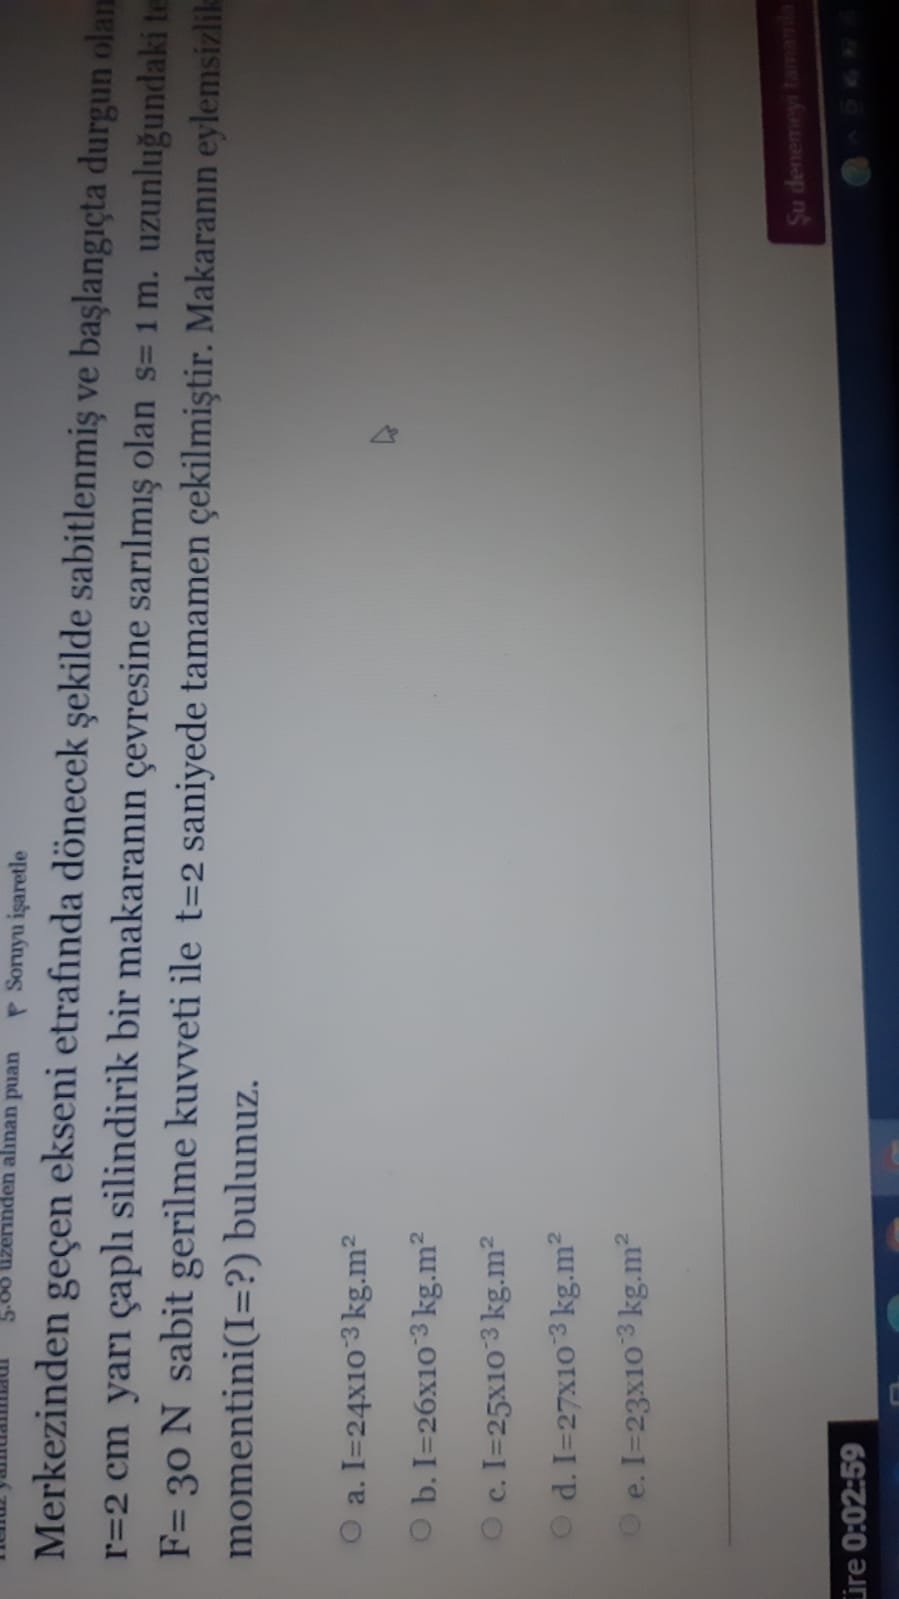 5.00 üzerinden alınan puan Soruyu işaretle
Merkezinden geçen ekseni etrafında dönecek şekilde sabitlenmiş ve başlangıçta durgun olan
r=2 cm yarı çaplı silindirik bir makaranın çevresine sarılmış olan s= 1 m. uzunluğundaki
F= 30 N sabit gerilme kuvveti ile t=2 saniyede tamamen çekilmiştir. Makaranın eylemsizlik
momentini(I=?) bulunuz.
a. I=24x10⁻³ kg.m²
b. I=26x10⁻³ kg.m²
c. I=25x10⁻³ kg.m²
d. I=27x10⁻³ kg.m²
e. I=23x10⁻³ kg.m²
Şu denemeyi tamamla
üre 0:02:59